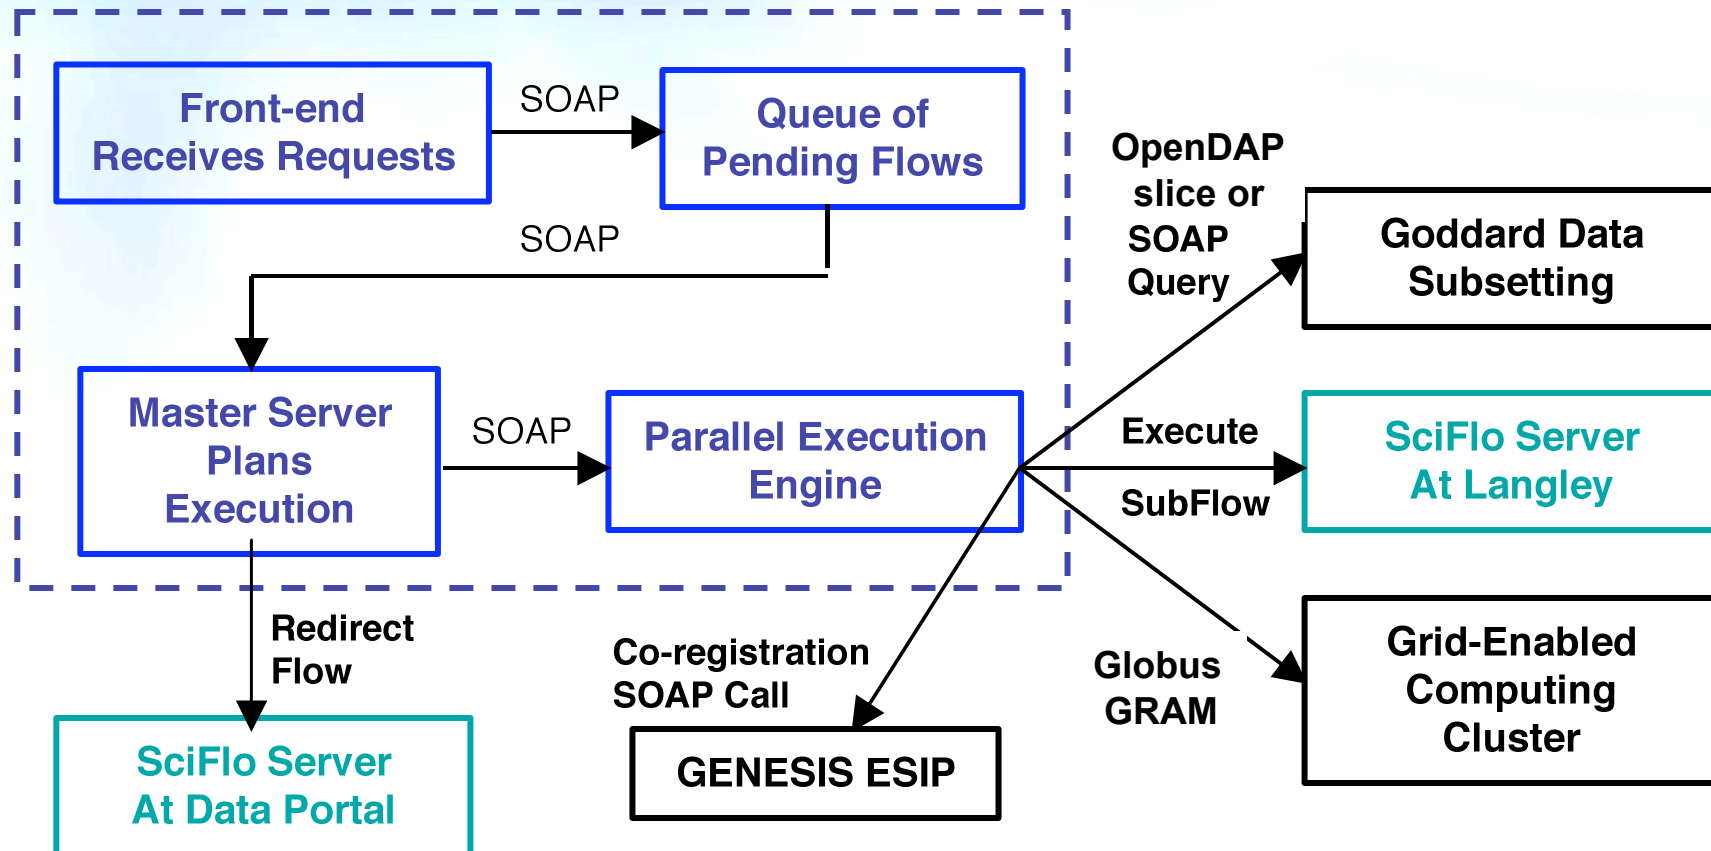 Front-end
Receives Requests
SOAP
Queue of
Pending Flows
SOAP
OpenDAP
slice or
SOAP
Query
Goddard Data
Subsetting
Master Server
Plans
Execution
SOAP
Parallel Execution
Engine
Execute
SubFlow
SciFlo Server
At Langley
Redirect
Flow
Co-registration
SOAP Call
Globus
GRAM
Grid-Enabled
Computing
Cluster
SciFlo Server
At Data Portal
GENESIS ESIP